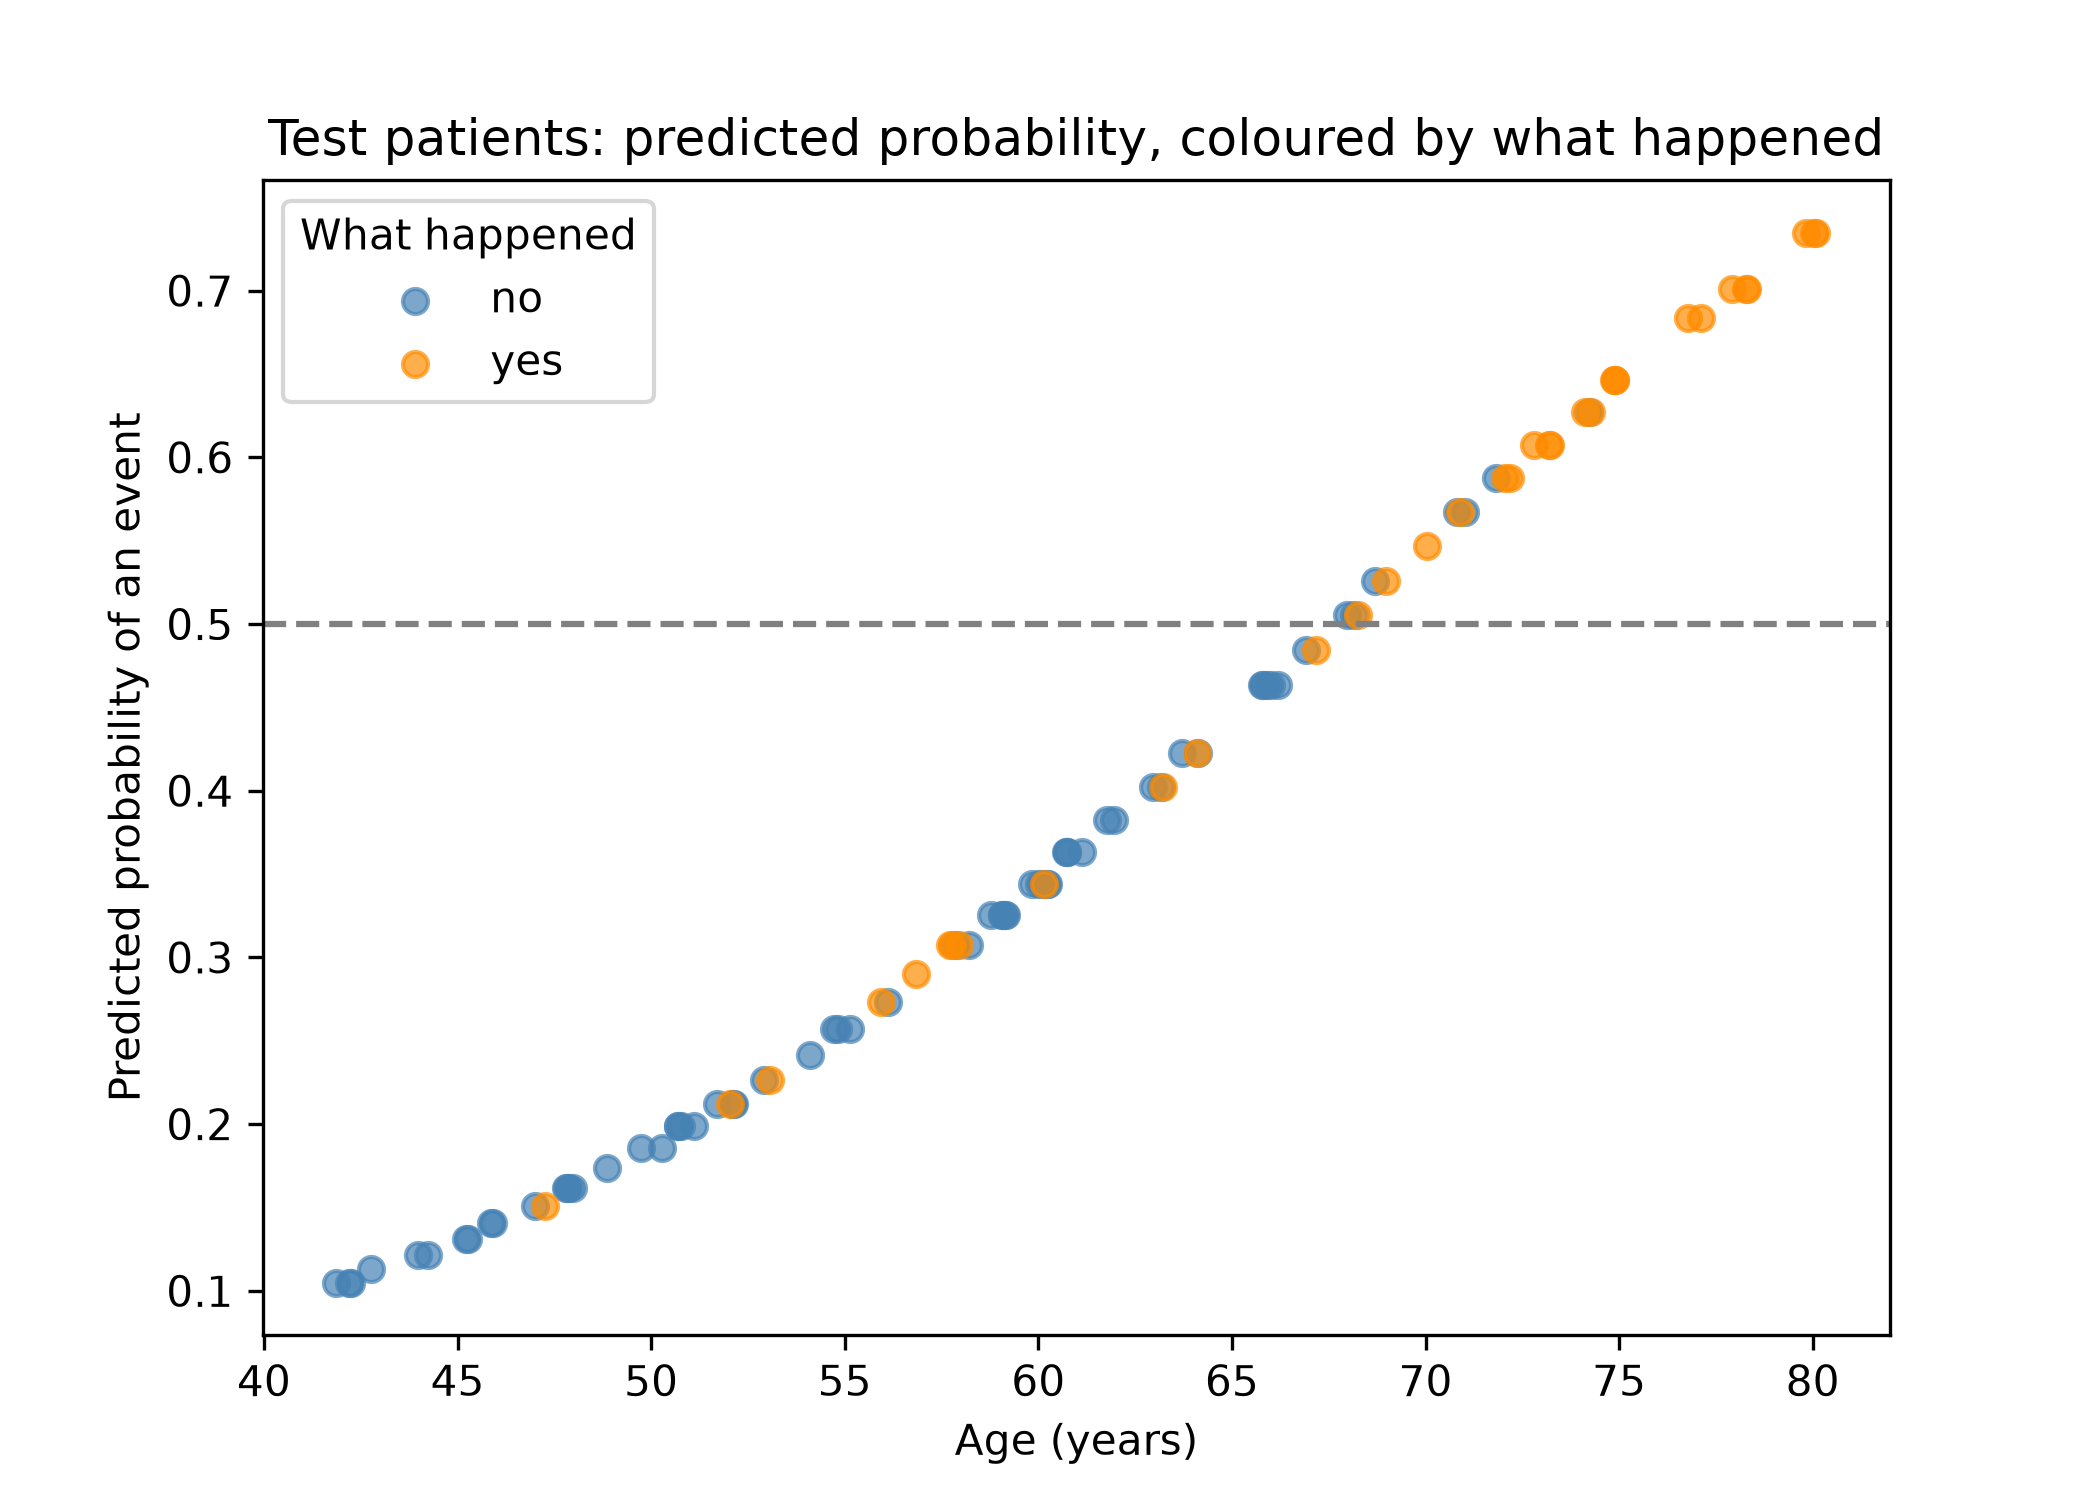 Test patients: predicted probability, coloured by what happened
What happened
no
yes
Predicted probability of an event
0.7
0.6
0.5
0.4
0.3
0.2
0.1
40 45 50 55 60 65 70 75 80
Age (years)